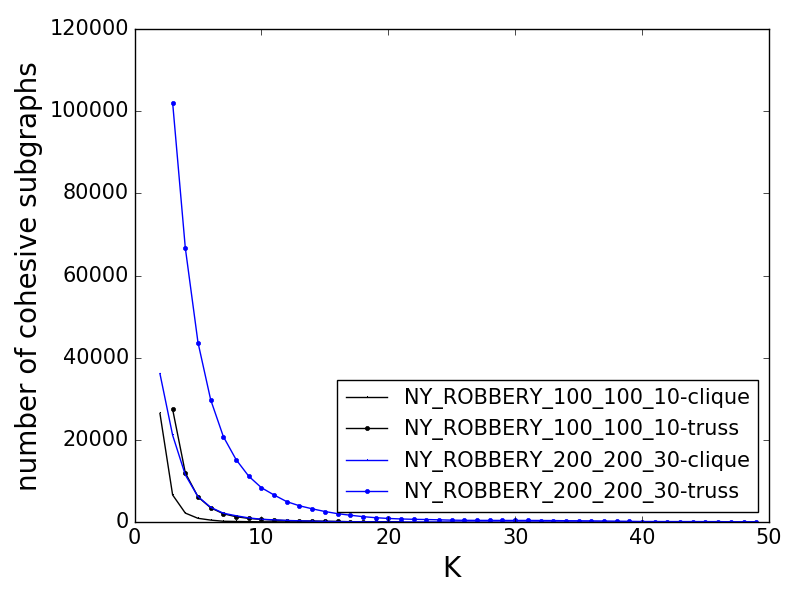 120000
100000
80000
60000
40000
20000
0
number of cohesive subgraphs
NY_ROBBERY_100_100_10-clique
NY_ROBBERY_100_100_10-truss
NY_ROBBERY_200_200_30-clique
NY_ROBBERY_200_200_30-truss
0 10 20 30 40 50
K